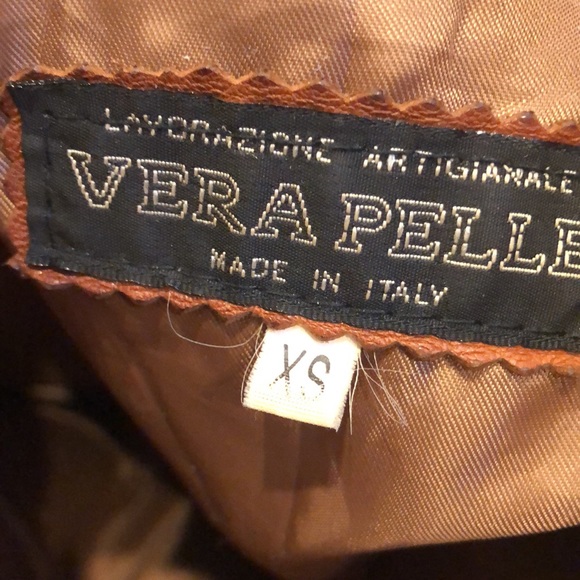 LAVORAZIONE ARTIGIANALE
VERA PELLE
MADE IN ITALY
XS